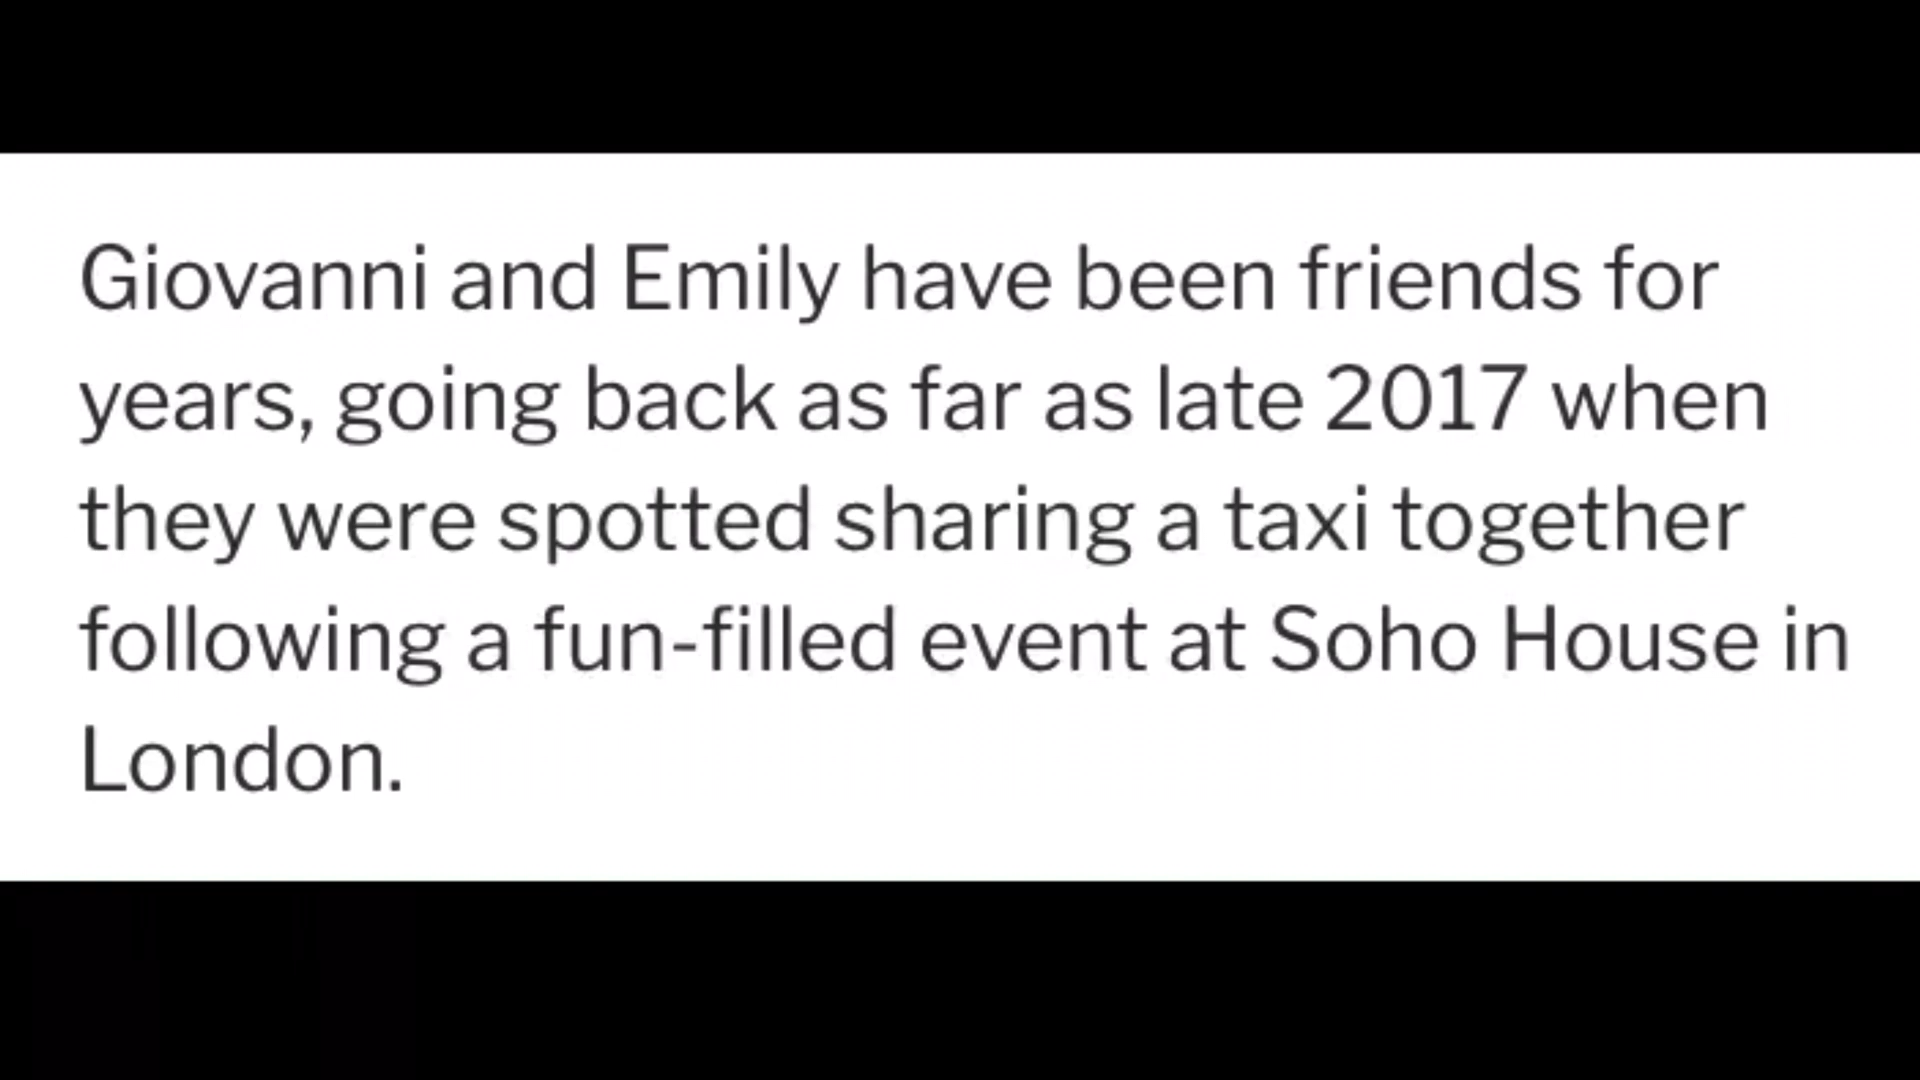 Giovanni and Emily have been friends for
years, going back as far as late 2017 when
they were spotted sharing a taxi together
following a fun-filled event at Soho House in
London.